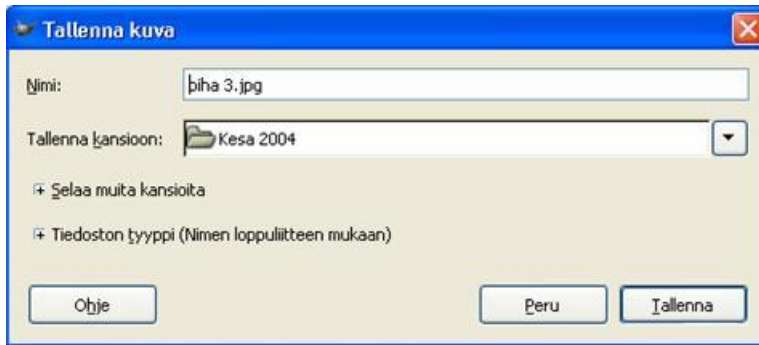 Tallenna kuva
Nimi: piha 3.jpg
Tallenna kansioon: Kesa 2004
Selaa muita kansioita
Tiedoston tyyppi (Nimen loppuliitteen mukaan)
Ohje Peru Tallenna